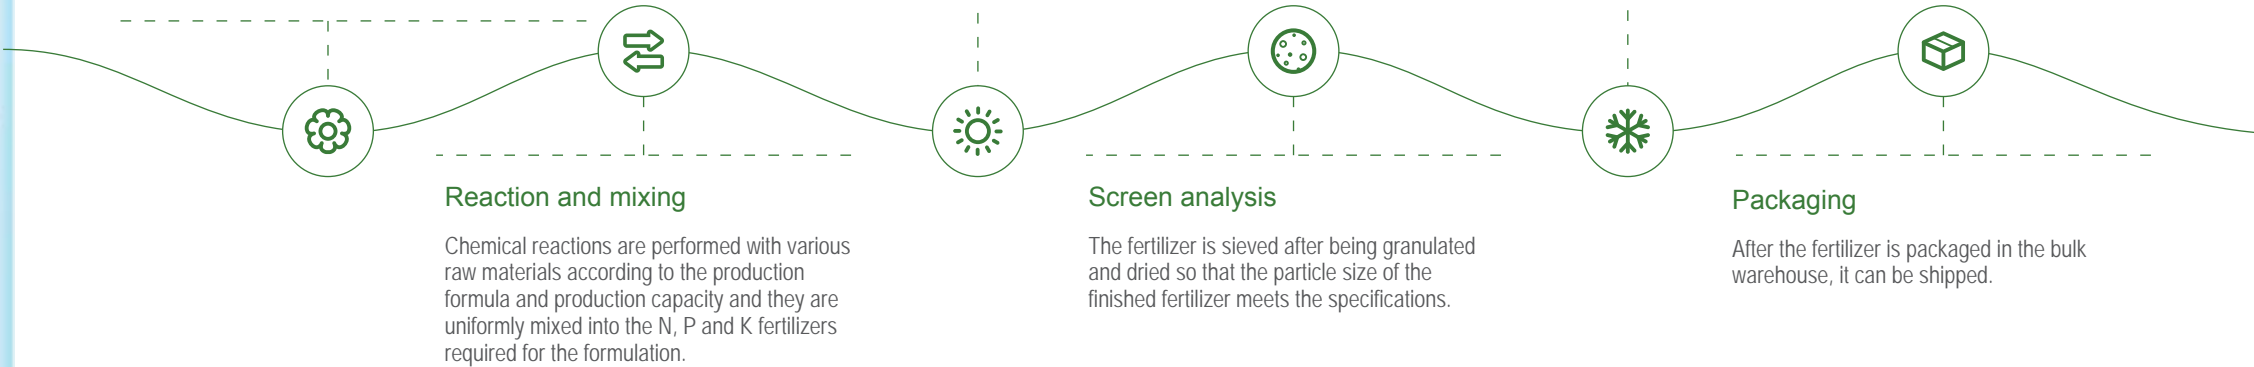 Reaction and mixing
Chemical reactions are performed with various
raw materials according to the production
formula and production capacity and they are
uniformly mixed into the N, P and K fertilizers
required for the formulation.
Screen analysis
The fertilizer is sieved after being granulated
and dried so that the particle size of the
finished fertilizer meets the specifications.
Packaging
After the fertilizer is packaged in the bulk
warehouse, it can be shipped.